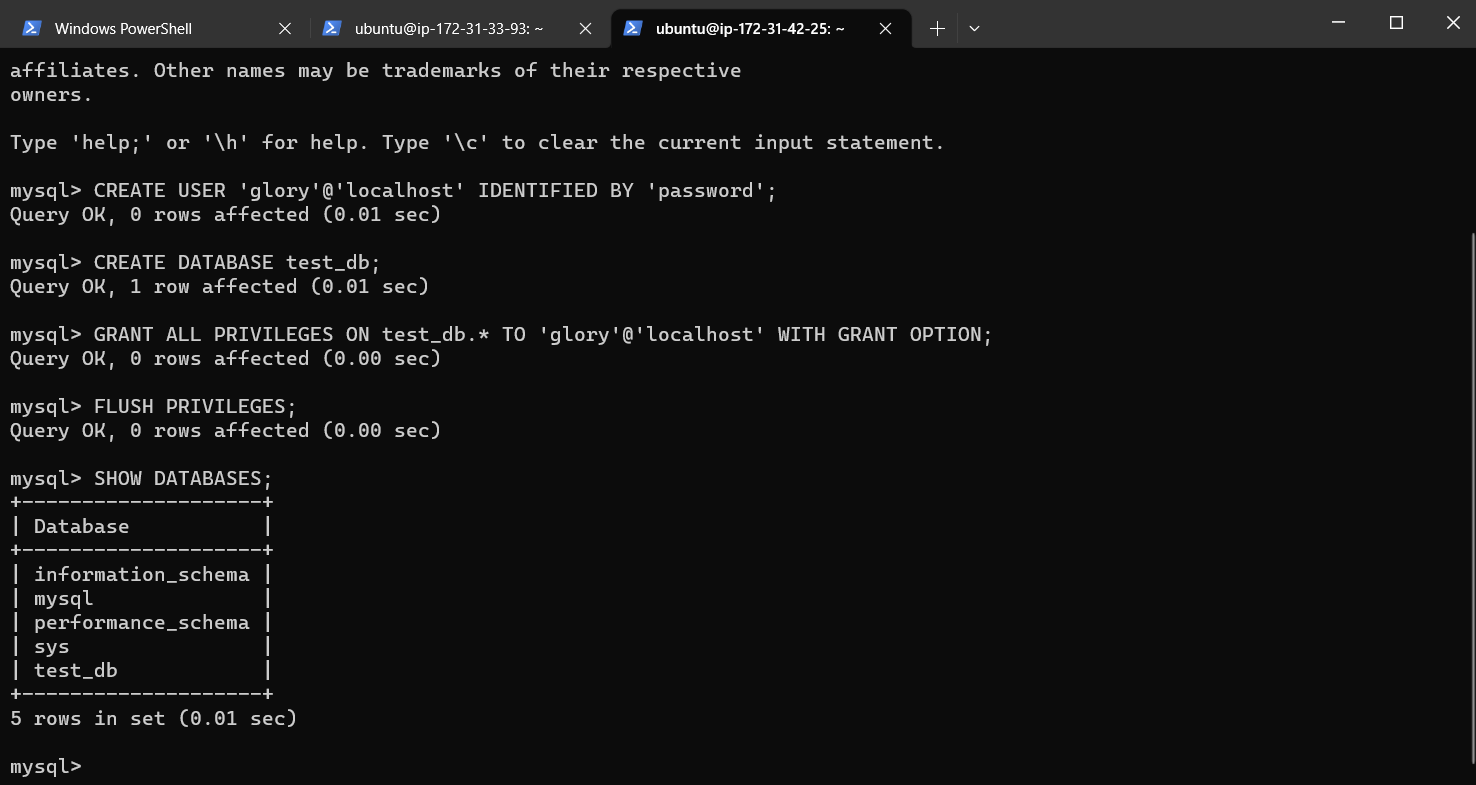 Windows PowerShell
ubuntu@ip-172-31-33-93: ~
ubuntu@ip-172-31-42-25: ~
affiliates. Other names may be trademarks of their respective
owners.
Type 'help;' or '\h' for help. Type '\c' to clear the current input statement.
mysql> CREATE USER 'glory'@'localhost' IDENTIFIED BY 'password';
Query OK, 0 rows affected (0.01 sec)
mysql> CREATE DATABASE test_db;
Query OK, 1 row affected (0.01 sec)
mysql> GRANT ALL PRIVILEGES ON test_db.* TO 'glory'@'localhost' WITH GRANT OPTION;
Query OK, 0 rows affected (0.00 sec)
mysql> FLUSH PRIVILEGES;
Query OK, 0 rows affected (0.00 sec)
mysql> SHOW DATABASES;
+--------------------+
| Database           |
+--------------------+
| information_schema |
| mysql              |
| performance_schema |
| sys                |
| test_db            |
+--------------------+
5 rows in set (0.01 sec)
mysql>